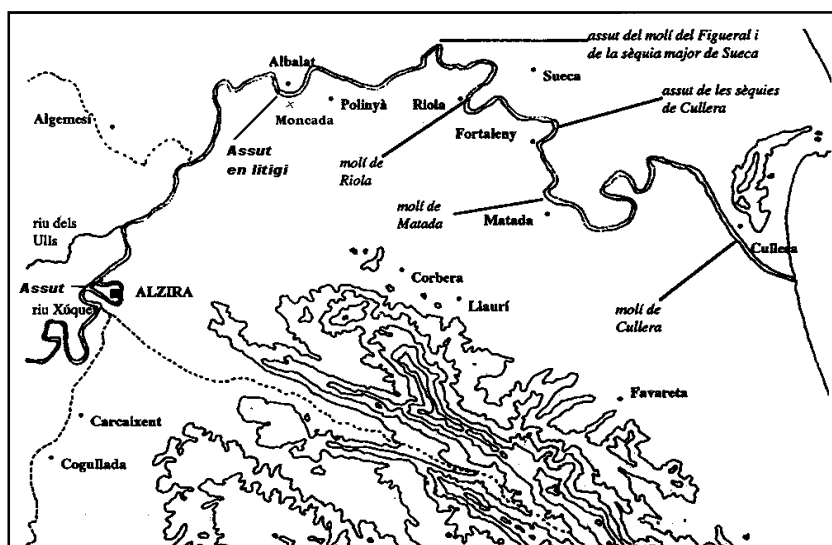 assut del molí del Figueral i
de la sèquia major de Sueca
Albalat
Sueca
Algemesí
Moncada
Polinyà
Riola
assut de les sèquies
de Cullera
Assut
en litigi
Fortaleny
molí de
Riola
molí de
Matada
Matada
riu dels
Ulls
Cullera
Assut
ALZIRA
Corbera
riu Xúquer
Llaurí
molí de
Cullera
Favareta
Carcaixent
Cogullada